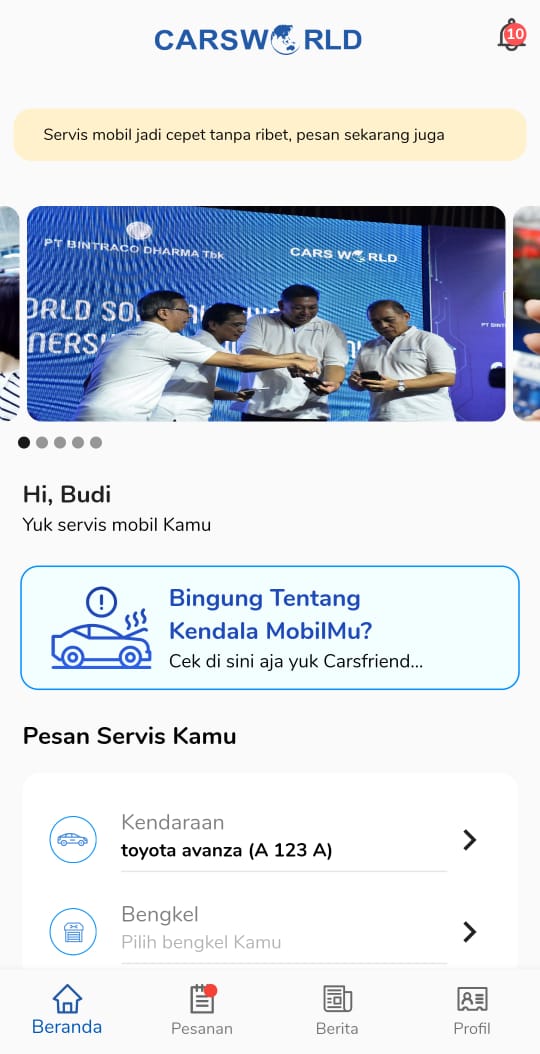 CARSWORLD
10
Servis mobil jadi cepet tanpa ribet, pesan sekarang juga
PT BINTRACO DHARMA Tbk
CARS WORLD
ORLD
PT
NERS
Hi, Budi
Yuk servis mobil Kamu
Bingung Tentang
Kendala MobilMu?
Cek di sini aja yuk Carsfriend...
Pesan Servis Kamu
Kendaraan
toyota avanza (A 123 A)
Bengkel
Pilih bengkel Kamu
Beranda
Pesanan
Berita
Profil